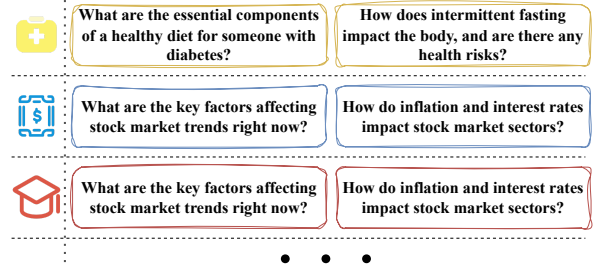 What are the essential components
of a healthy diet for someone with
diabetes?
How does intermittent fasting
impact the body, and are there any
health risks?
$
What are the key factors affecting
stock market trends right now?
How do inflation and interest rates
impact stock market sectors?
What are the key factors affecting
stock market trends right now?
How do inflation and interest rates
impact stock market sectors?
• • •